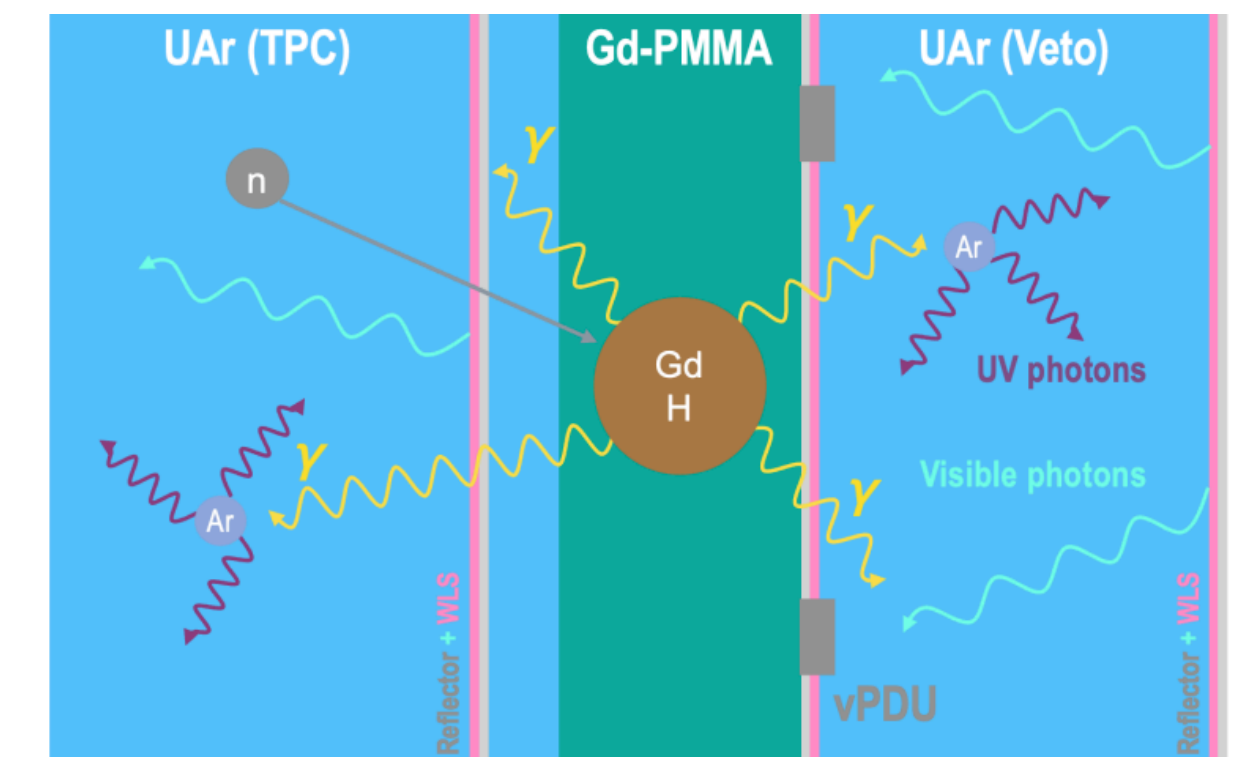 UAr (TPC)
Gd-PMMA
UAr (Veto)
γ
n
γ
Ar
Gd
H
UV photons
γ
Visible photons
γ
Ar
Reflector + WLS
vPDU
Reflector + WLS